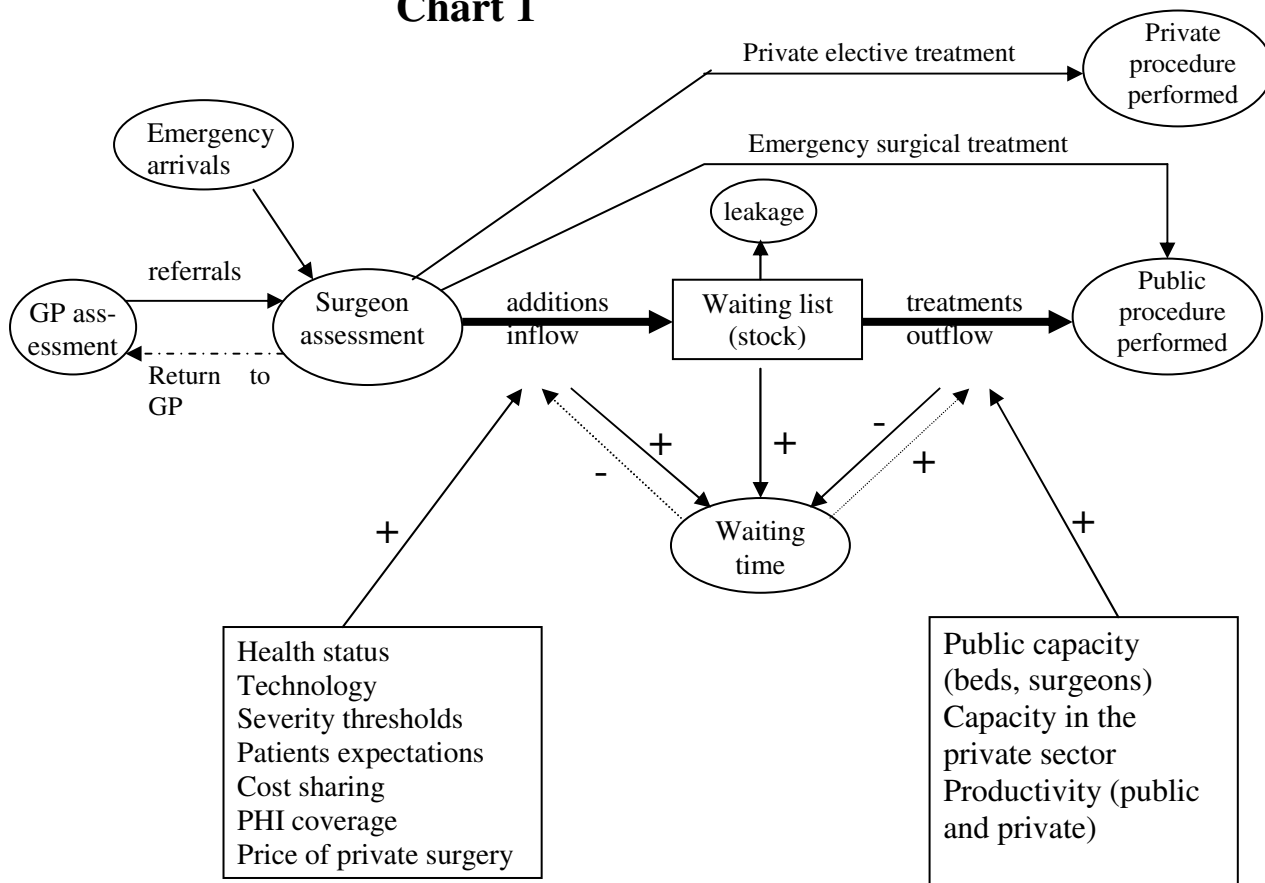 Chart 1
Private elective treatment
Private
procedure
performed
Emergency
arrivals
Emergency surgical treatment
leakage
referrals
GP ass-
essment
Surgeon
assessment
additions
inflow
Waiting list
(stock)
treatments
outflow
Public
procedure
performed
Return to
GP
+
-
+
-
+
Waiting
time
+
+
Health status
Technology
Severity thresholds
Patients expectations
Cost sharing
PHI coverage
Price of private surgery
Public capacity
(beds, surgeons)
Capacity in the
private sector
Productivity (public
and private)